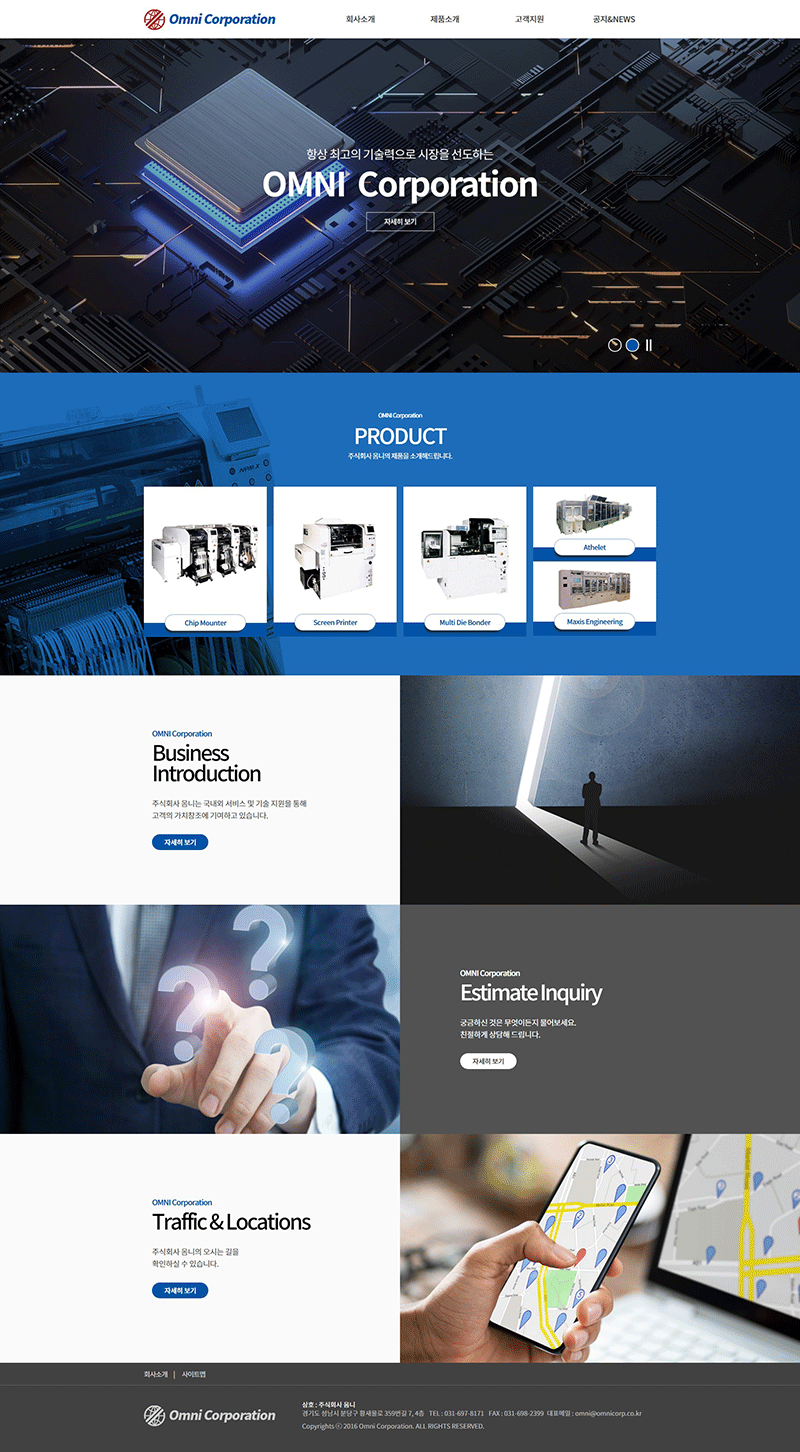 Omni Corporation
회사소개
제품소개
고객지원
공지&NEWS
항상 최고의 기술력으로 시장을 선도하는
OMNI Corporation
자세히 보기
OMNI Corporation
PRODUCT
주식회사 옴니의 제품을 소개해드립니다.
Chip Mounter
Screen Printer
Multi Die Bonder
Athelet
Maxis Engineering
OMNI Corporation
Business
Introduction
주식회사 옴니는 국내외 서비스 및 기술 지원을 통해
고객의 가치창조에 기여하고 있습니다.
자세히 보기
OMNI Corporation
Estimate Inquiry
궁금하신 것은 무엇이든지 물어보세요.
친절하게 상담해 드립니다.
자세히 보기
OMNI Corporation
Traffic & Locations
주식회사 옴니의 오시는 길을
확인하실 수 있습니다.
자세히 보기
회사소개 | 사이트맵
Omni Corporation
상호 : 주식회사 옴니
경기도 성남시 분당구 황새울로 359번길 7, 4층 TEL : 031-697-8171 FAX : 031-698-2399 대표메일 : omni@omnicorp.co.kr
Copyrights ⓒ 2016 Omni Corporation. ALL RIGHTS RESERVED.